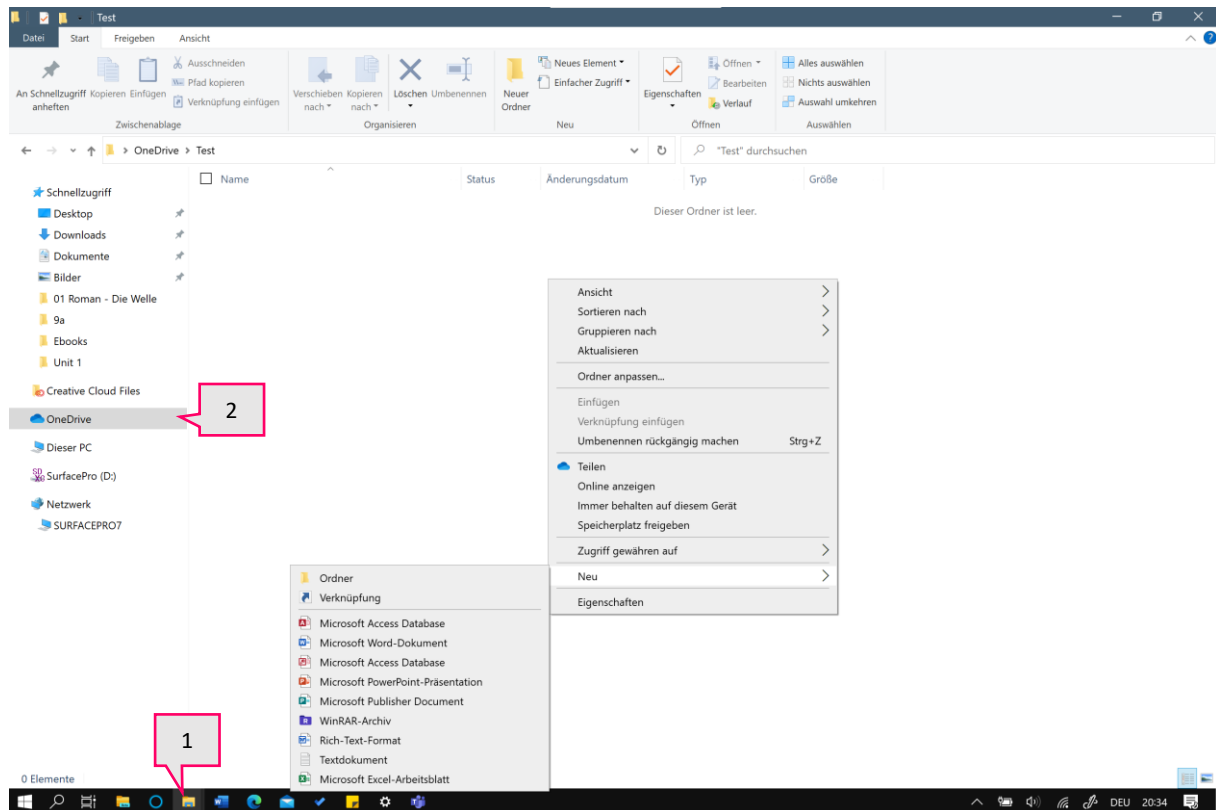 Test
Datei Start Freigeben Ansicht
An Schnellzugriff anheften
Kopieren
Einfügen
Ausschneiden
Pfad kopieren
Verknüpfung einfügen
Zwischenablage
Verschieben nach
Kopieren nach
Löschen
Umbenennen
Organisieren
Neuer Ordner
Neues Element
Einfacher Zugriff
Neu
Eigenschaften
Öffnen
Bearbeiten
Verlauf
Öffnen
Alles auswählen
Nichts auswählen
Auswahl umkehren
Auswählen
> OneDrive > Test
"Test" durchsuchen
Name Status Änderungsdatum Typ Größe
Dieser Ordner ist leer.
Schnellzugriff
Desktop
Downloads
Dokumente
Bilder
01 Roman - Die Welle
9a
Ebooks
Unit 1
Creative Cloud Files
OneDrive
2
Dieser PC
SurfacePro (D:)
Netzwerk
SURFACEPRO7
Ansicht
Sortieren nach
Gruppieren nach
Aktualisieren
Ordner anpassen...
Einfügen
Verknüpfung einfügen
Umbenennen rückgängig machen Strg+Z
Teilen
Online anzeigen
Immer behalten auf diesem Gerät
Speicherplatz freigeben
Zugriff gewähren auf
Neu
Eigenschaften
Ordner
Verknüpfung
Microsoft Access Database
Microsoft Word-Dokument
Microsoft Access Database
Microsoft PowerPoint-Präsentation
Microsoft Publisher Document
WinRAR-Archiv
Rich-Text-Format
Textdokument
Microsoft Excel-Arbeitsblatt
1
0 Elemente
DEU 20:34